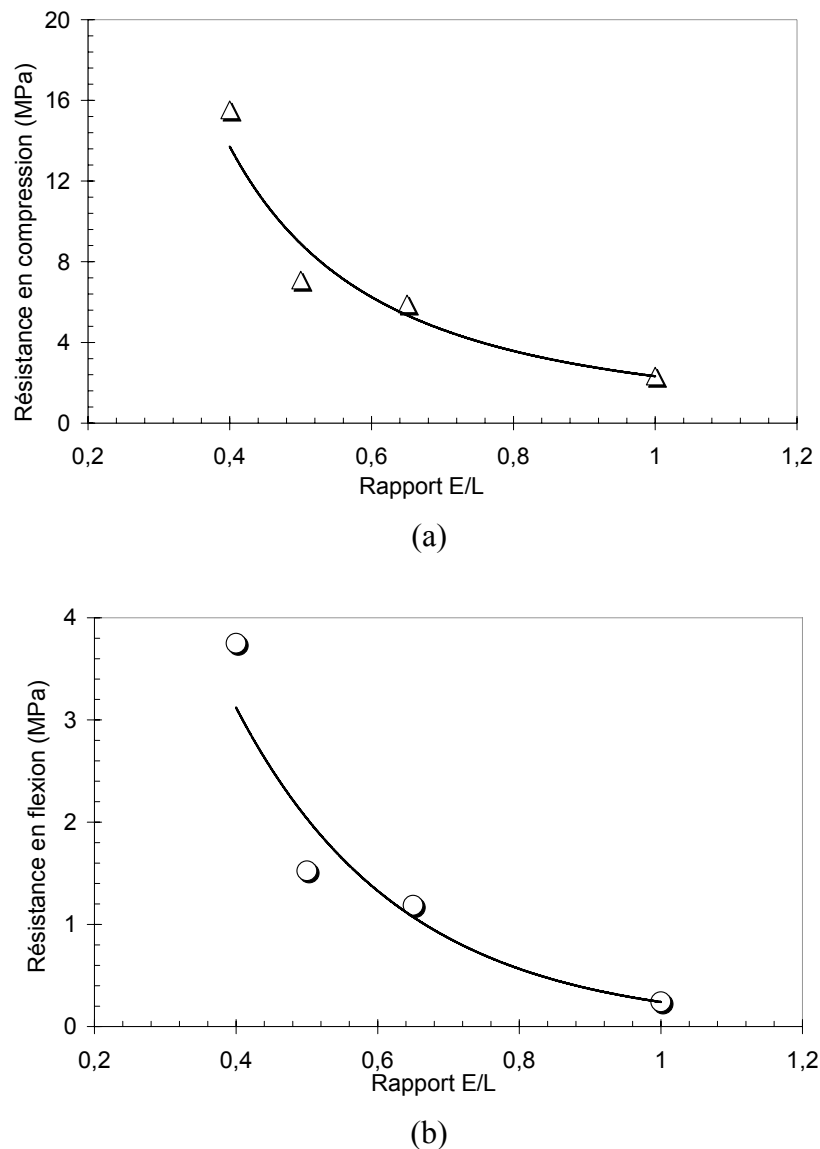 20
16
12
8
4
0
0,2 0,4 0,6 0,8 1 1,2
Résistance en compression (MPa)
Rapport E/L
(a)
4
3
2
1
0
0,2 0,4 0,6 0,8 1 1,2
Résistance en flexion (MPa)
Rapport E/L
(b)